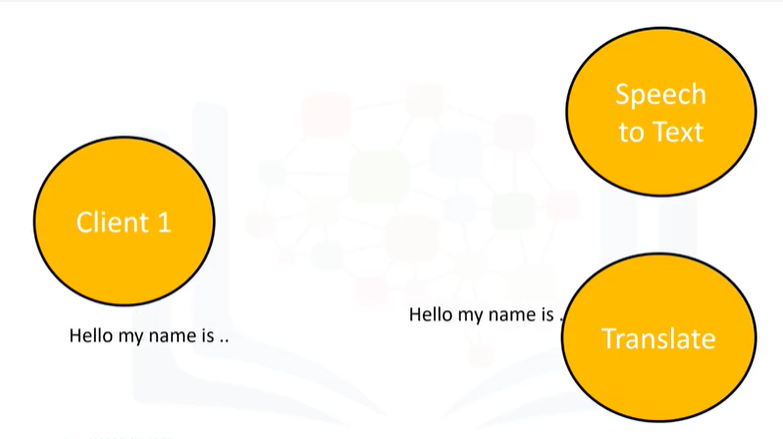 Speech
to Text
Client 1
Hello my name is ..
Hello my name is .
Translate